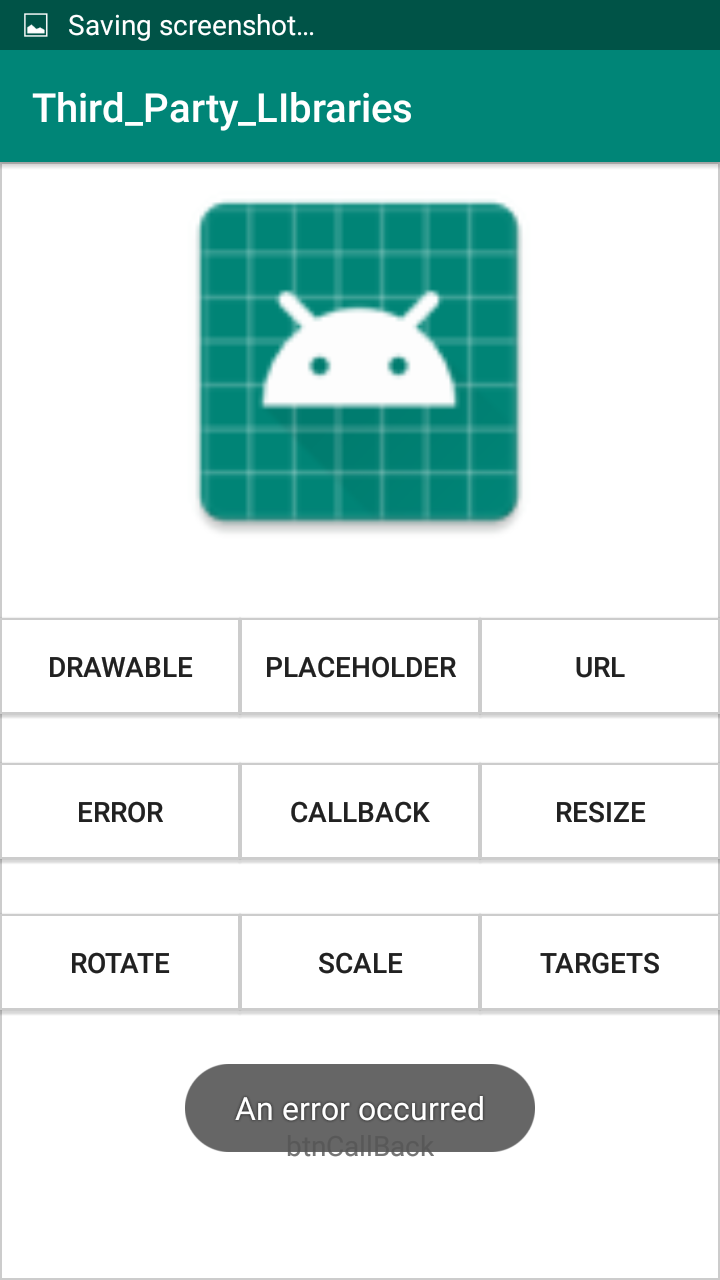 Saving screenshot...
Third_Party_LIbraries
DRAWABLE PLACEHOLDER URL
ERROR CALLBACK RESIZE
ROTATE SCALE TARGETS
An error occurred
btnCallBack